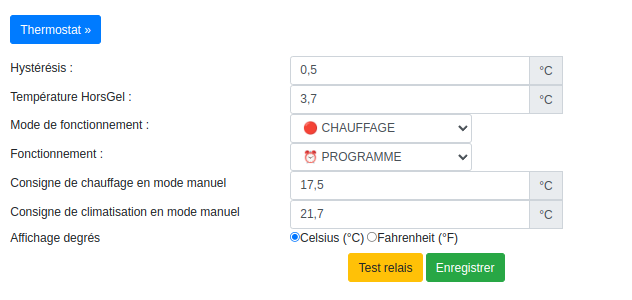 Thermostat »
Hystérésis : 0,5 °C
Température HorsGel : 3,7 °C
Mode de fonctionnement : 🔴 CHAUFFAGE
Fonctionnement : ⏰ PROGRAMME
Consigne de chauffage en mode manuel 17,5 °C
Consigne de climatisation en mode manuel 21,7 °C
Affichage degrés Celsius (°C) Fahrenheit (°F)
Test relais Enregistrer